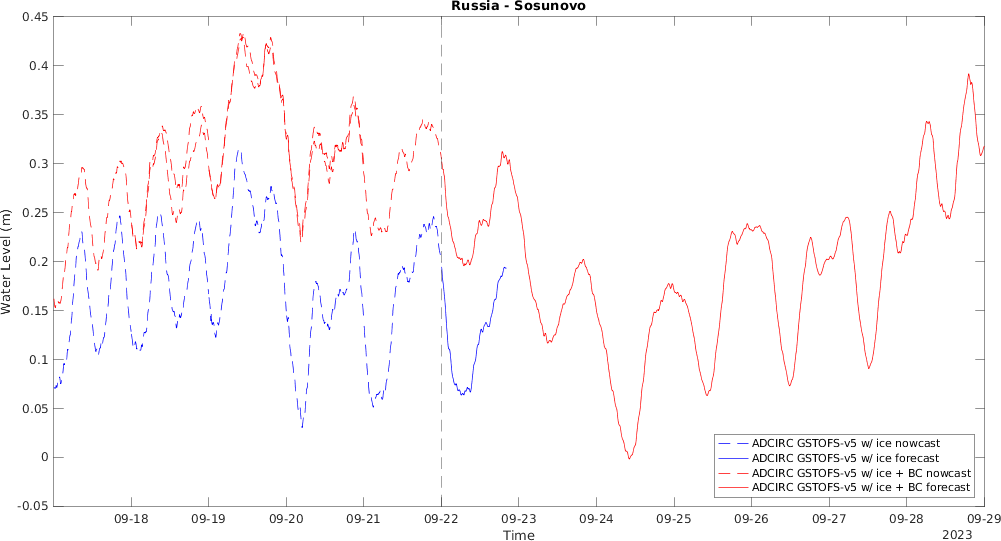 Russia - Sosunovo
0.45
0.4
0.35
0.3
0.25
0.2
0.15
0.1
0.05
0
-0.05
Water Level (m)
ADCIRC GSTOFS-v5 w/ ice nowcast
ADCIRC GSTOFS-v5 w/ ice forecast
ADCIRC GSTOFS-v5 w/ ice + BC nowcast
ADCIRC GSTOFS-v5 w/ ice + BC forecast
09-18 09-19 09-20 09-21 09-22 09-23 09-24 09-25 09-26 09-27 09-28 09-29
Time
2023